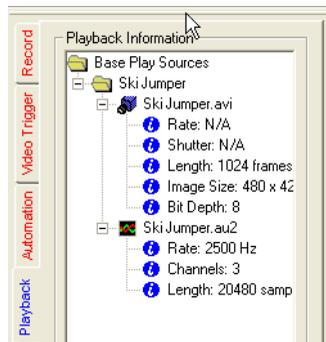 Playback Information
Base Play Sources
Ski Jumper
Ski Jumper.avi
Rate: N/A
Shutter: N/A
Length: 1024 frames
Image Size: 480 x 42
Bit Depth: 8
Ski Jumper.au2
Rate: 2500 Hz
Channels: 3
Length: 20480 samp
Record
Video Trigger
Automation
Playback